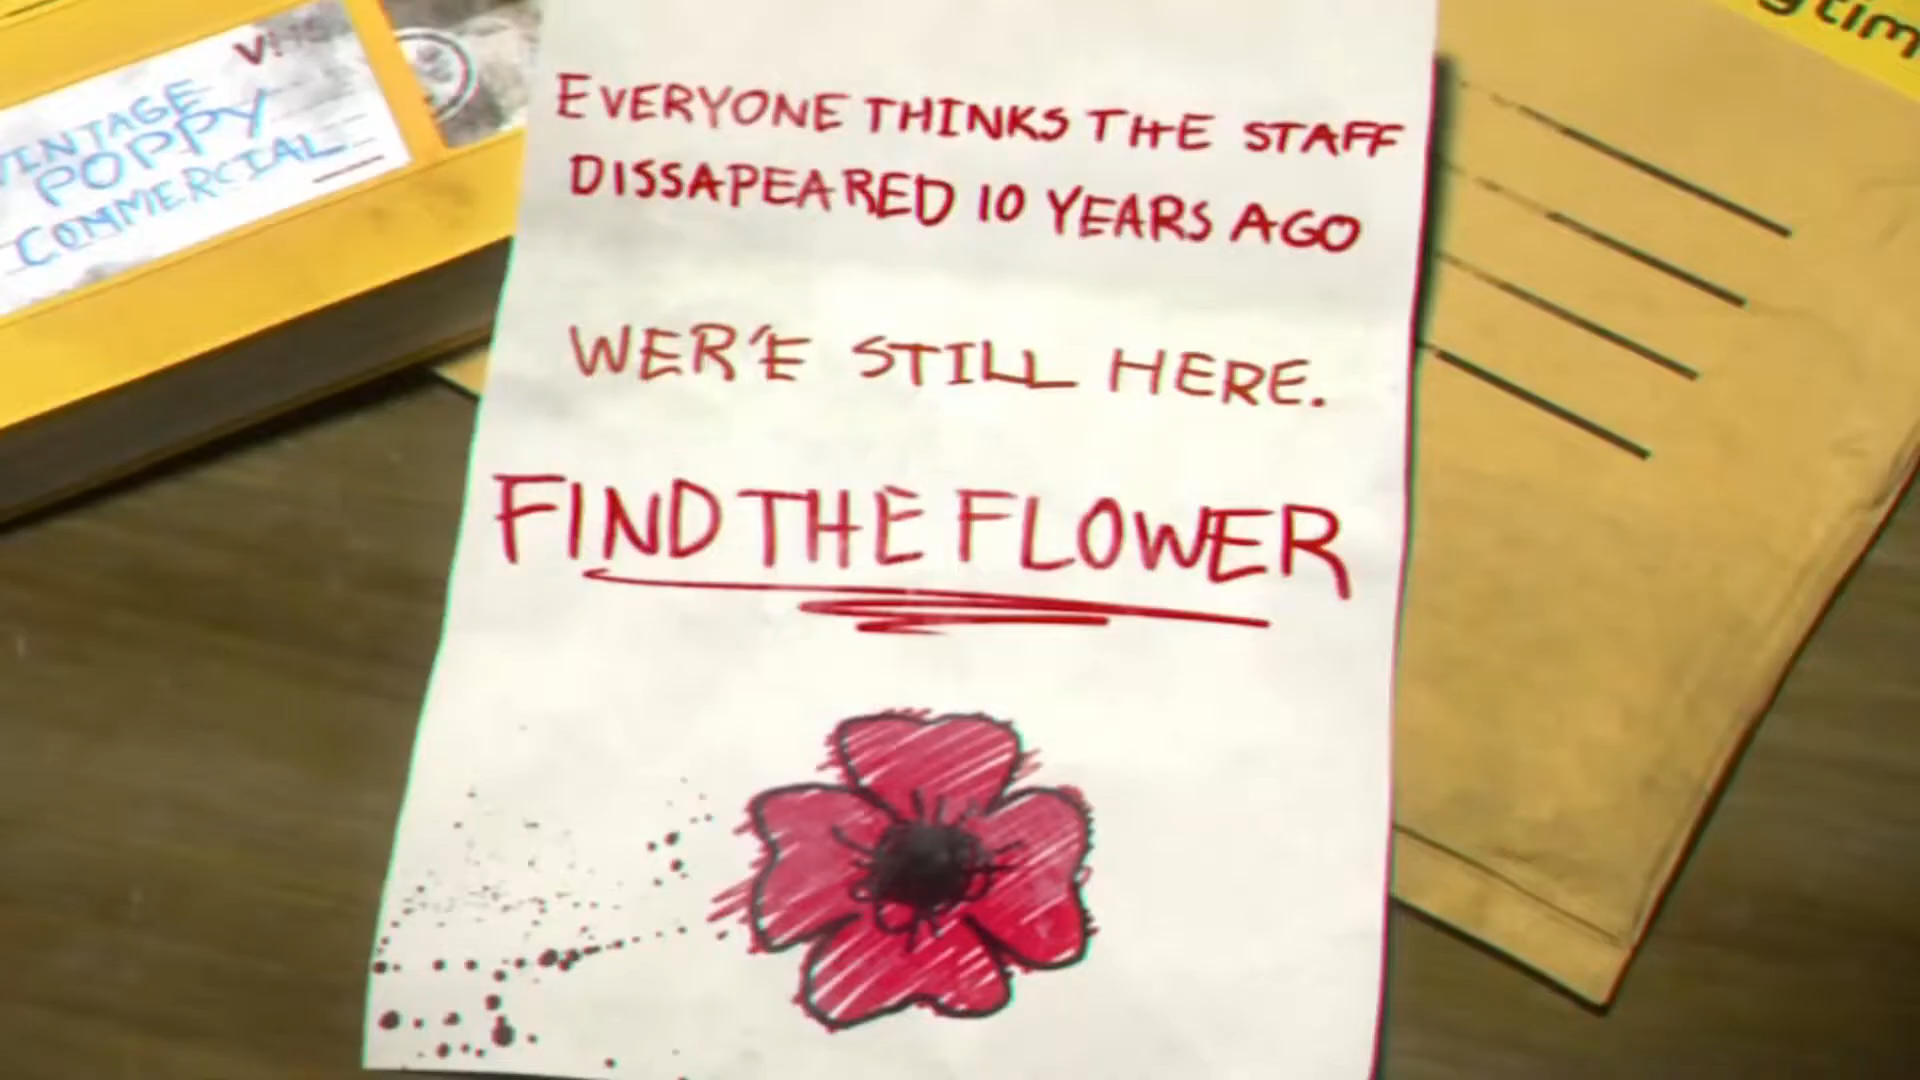 VINTAGE
POPPY
COMMERCIAL
EVERYONE THINKS THE STAFF
DISSAPEARED 10 YEARS AGO
WER'E STILL HERE.
FIND THE FLOWER